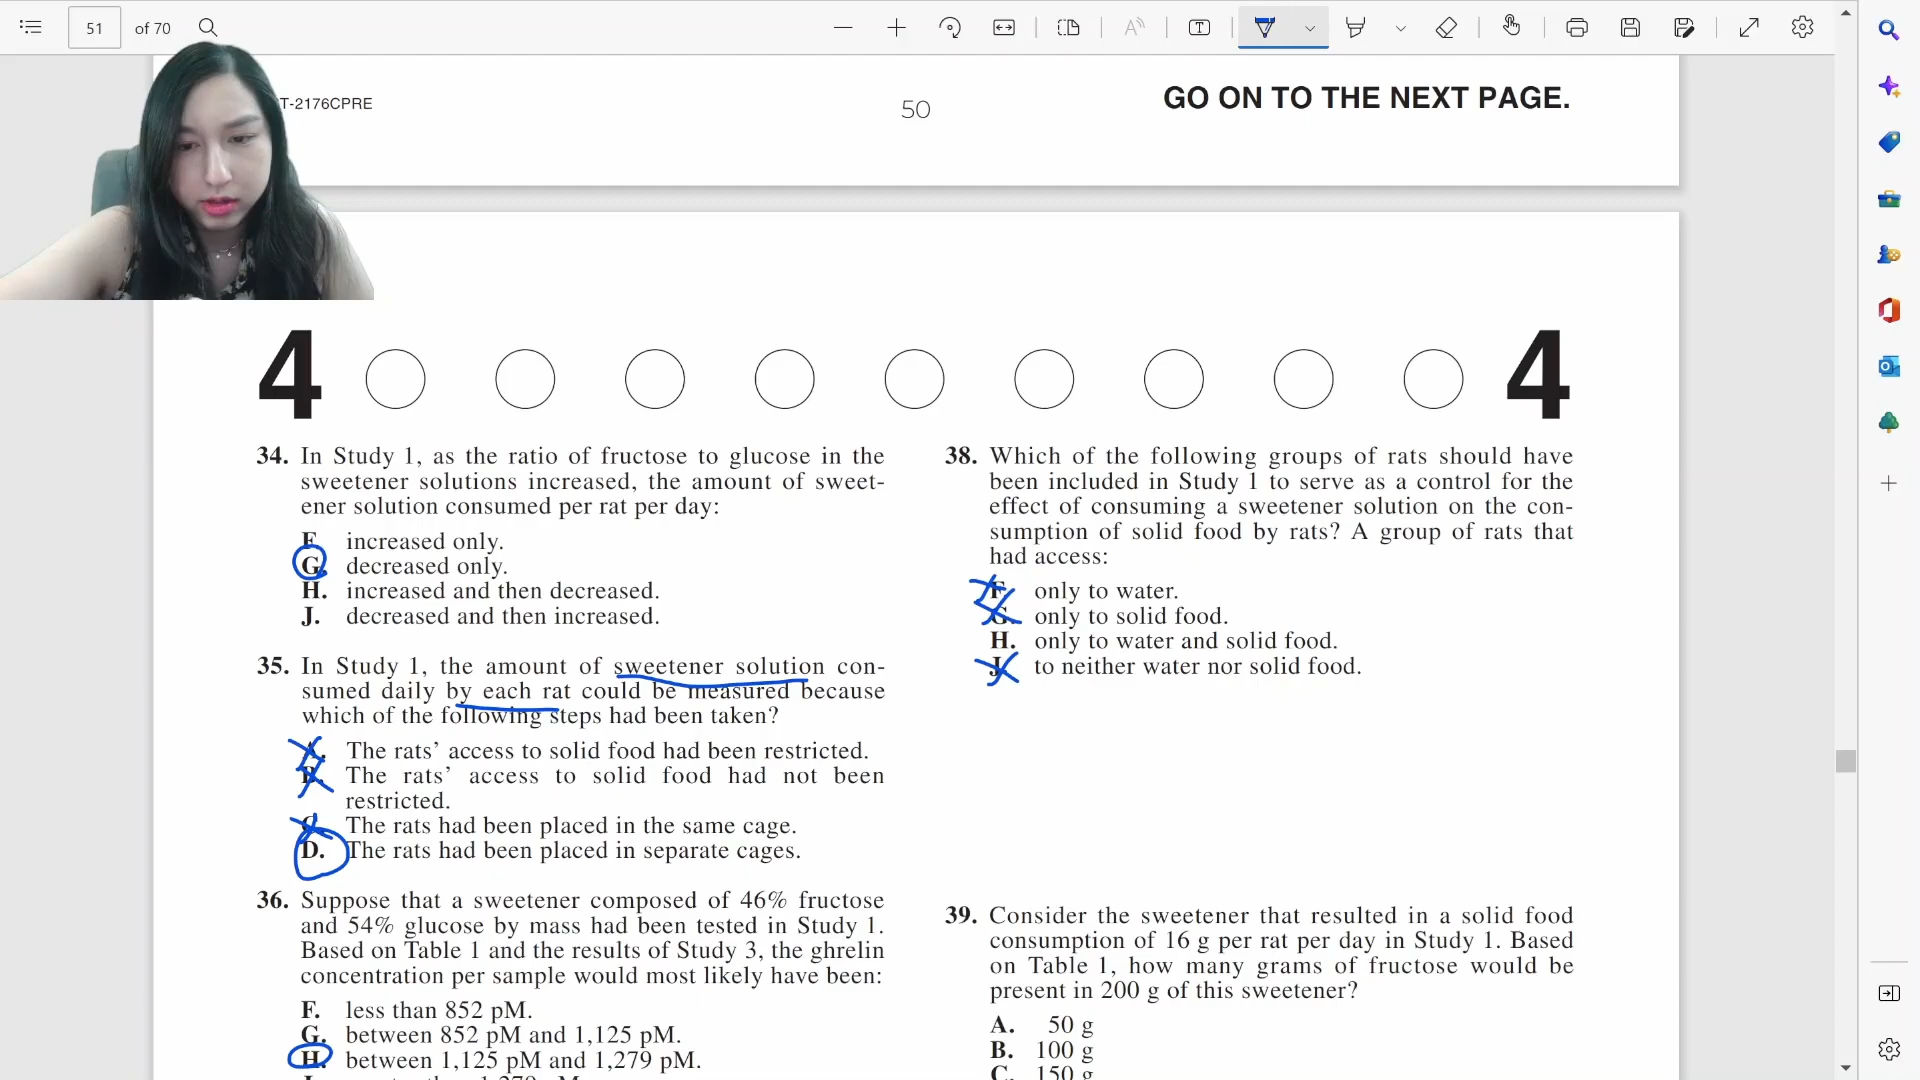 51 of 70
T-2176CPRE
50
GO ON TO THE NEXT PAGE.
4 4
34. In Study 1, as the ratio of fructose to glucose in the
sweetener solutions increased, the amount of sweet-
ener solution consumed per rat per day:
F. increased only.
G. decreased only.
H. increased and then decreased.
J. decreased and then increased.
35. In Study 1, the amount of sweetener solution con-
sumed daily by each rat could be measured because
which of the following steps had been taken?
A. The rats’ access to solid food had been restricted.
B. The rats’ access to solid food had not been
restricted.
C. The rats had been placed in the same cage.
D. The rats had been placed in separate cages.
36. Suppose that a sweetener composed of 46% fructose
and 54% glucose by mass had been tested in Study 1.
Based on Table 1 and the results of Study 3, the ghrelin
concentration per sample would most likely have been:
F. less than 852 pM.
G. between 852 pM and 1,125 pM.
H. between 1,125 pM and 1,279 pM.
38. Which of the following groups of rats should have
been included in Study 1 to serve as a control for the
effect of consuming a sweetener solution on the con-
sumption of solid food by rats? A group of rats that
had access:
F. only to water.
G. only to solid food.
H. only to water and solid food.
J. to neither water nor solid food.
39. Consider the sweetener that resulted in a solid food
consumption of 16 g per rat per day in Study 1. Based
on Table 1, how many grams of fructose would be
present in 200 g of this sweetener?
A. 50 g
B. 100 g
C. 150 g